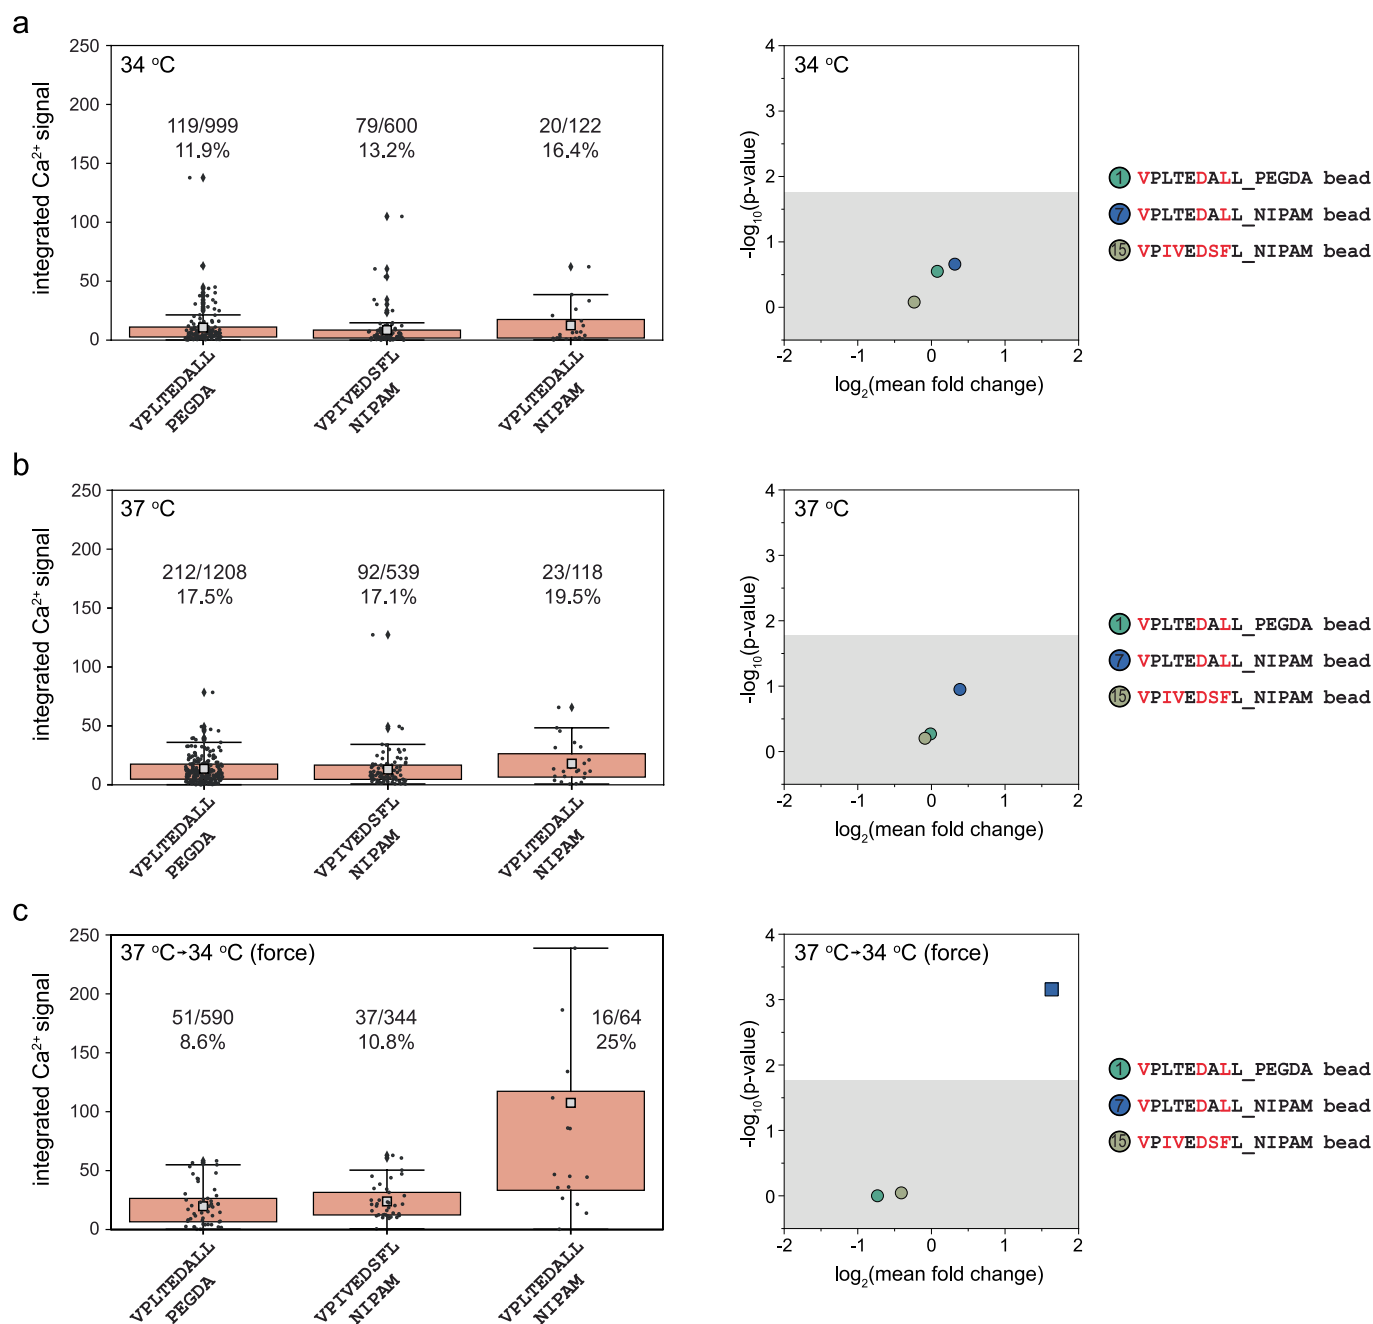 a
250
200
150
100
50
0
integrated Ca²⁺ signal
34 °C
119/999
11.9%
79/600
13.2%
20/122
16.4%
VPLTEDALL
PEGDA
VPIVEDSFL
NIPAM
VPLTEDALL
NIPAM
4
3
2
1
0
-log₁₀(p-value)
34 °C
-2
-1
0
1
2
log₂(mean fold change)
1 VPLTEDALL_PEGDA bead
7 VPLTEDALL_NIPAM bead
15 VPIVEDSFL_NIPAM bead
b
250
200
150
100
50
0
integrated Ca²⁺ signal
37 °C
212/1208
17.5%
92/539
17.1%
23/118
19.5%
VPLTEDALL
PEGDA
VPIVEDSFL
NIPAM
VPLTEDALL
NIPAM
4
3
2
1
0
-log₁₀(p-value)
37 °C
-2
-1
0
1
2
log₂(mean fold change)
1 VPLTEDALL_PEGDA bead
7 VPLTEDALL_NIPAM bead
15 VPIVEDSFL_NIPAM bead
c
250
200
150
100
50
0
integrated Ca²⁺ signal
37 °C→34 °C (force)
51/590
8.6%
37/344
10.8%
16/64
25%
VPLTEDALL
PEGDA
VPIVEDSFL
NIPAM
VPLTEDALL
NIPAM
4
3
2
1
0
-log₁₀(p-value)
37 °C→34 °C (force)
-2
-1
0
1
2
log₂(mean fold change)
1 VPLTEDALL_PEGDA bead
7 VPLTEDALL_NIPAM bead
15 VPIVEDSFL_NIPAM bead